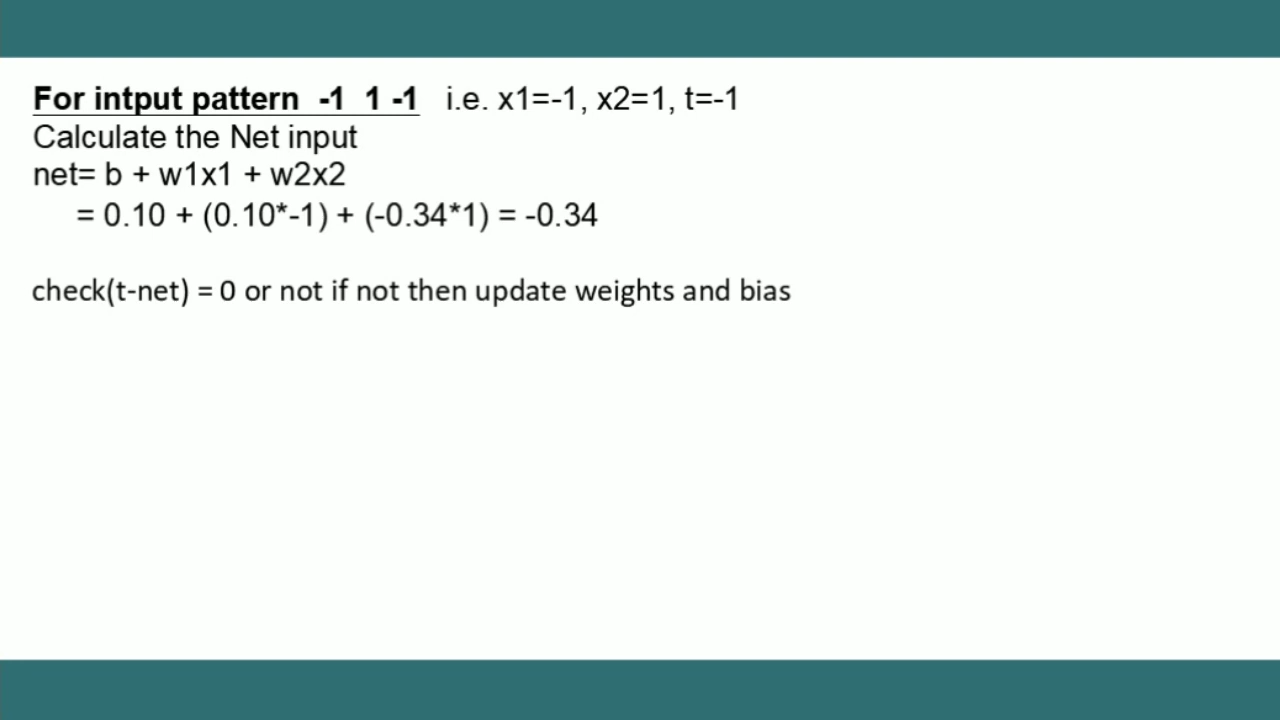 For intput pattern -1 1 -1 i.e. x1=-1, x2=1, t=-1
Calculate the Net input
net= b + w1x1 + w2x2
= 0.10 + (0.10*-1) + (-0.34*1) = -0.34
check(t-net) = 0 or not if not then update weights and bias